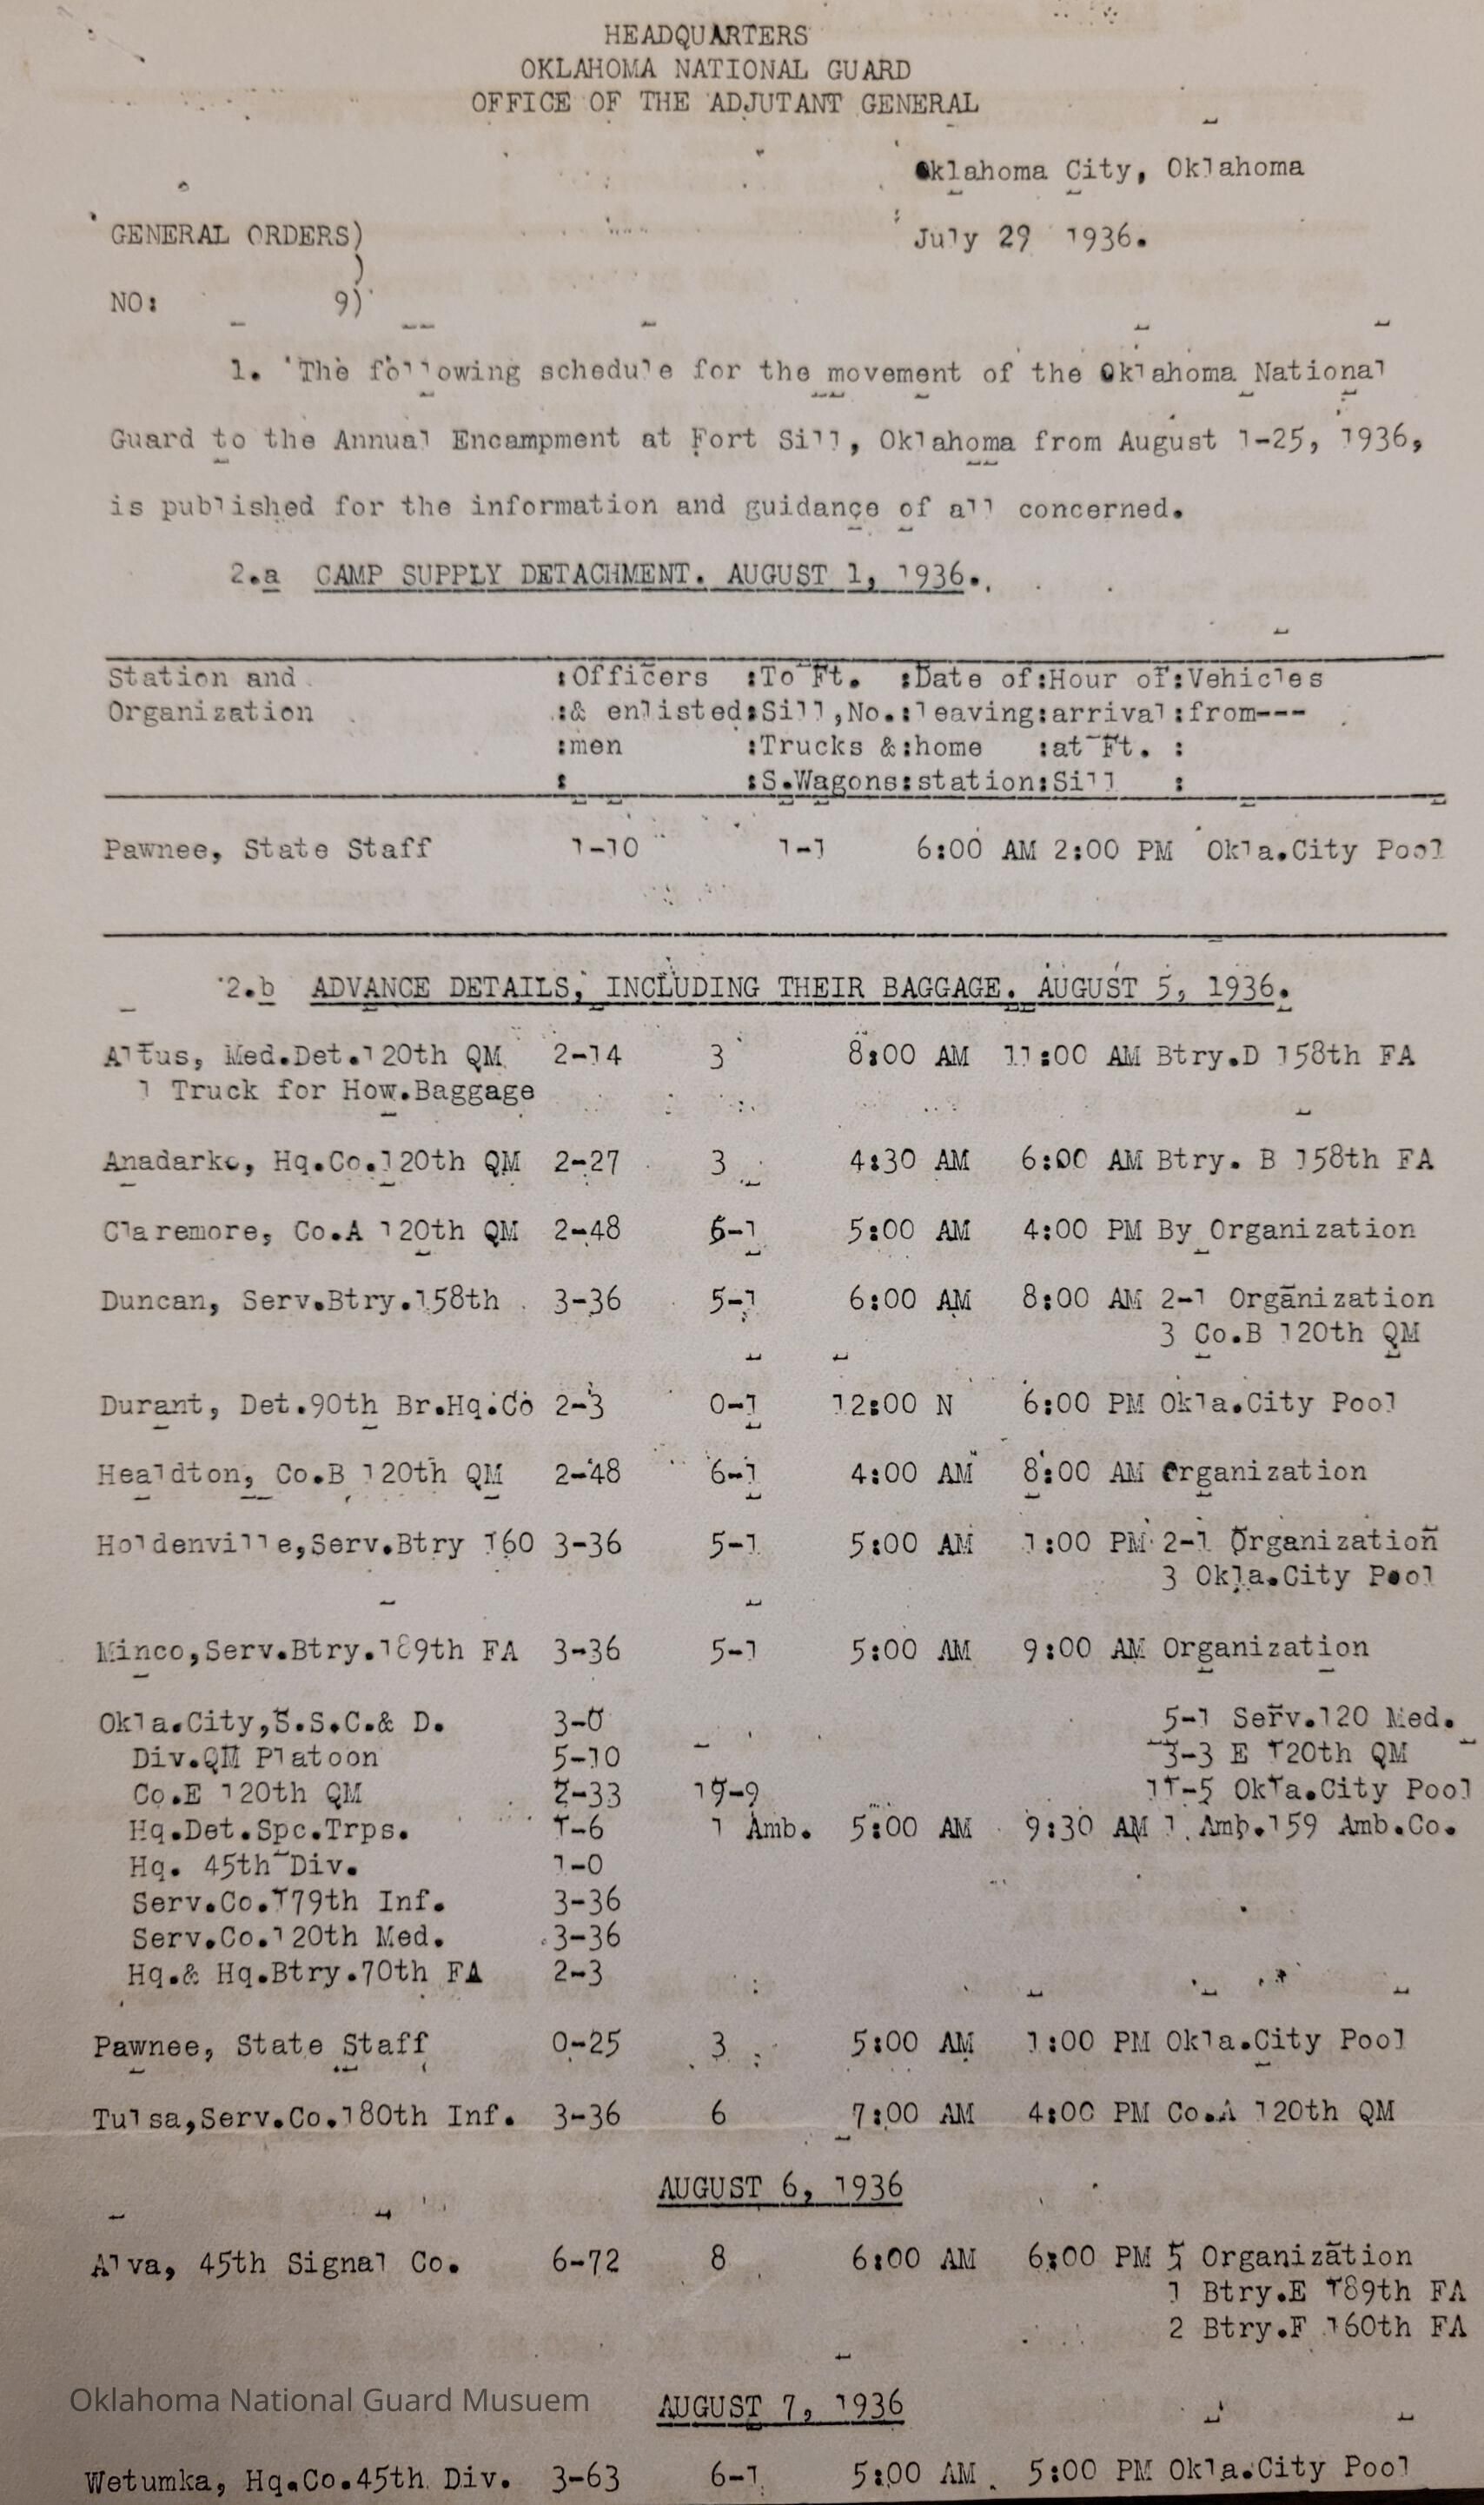 HEADQUARTERS
OKLAHOMA NATIONAL GUARD
OFFICE OF THE ADJUTANT GENERAL
Oklahoma City, Oklahoma
GENERAL ORDERS) July 29 1936.
)
NO: 9)
1. The following schedule for the movement of the Oklahoma National
Guard to the Annual Encampment at Fort Sill, Oklahoma from August 1-25, 1936,
is published for the information and guidance of all concerned.
2.a CAMP SUPPLY DETACHMENT. AUGUST 1, 1936.
Station and :Officers :To Ft. :Date of:Hour of:Vehicles
Organization :& enlisted:Sill,No.:leaving:arrival:from---
:men :Trucks &:home :at Ft. :
: :S.Wagons:station:Sill :
Pawnee, State Staff 1-10 1-1 6:00 AM 2:00 PM Okla.City Pool
2.b ADVANCE DETAILS, INCLUDING THEIR BAGGAGE. AUGUST 5, 1936.
Altus, Med.Det.120th QM 2-14 3 8:00 AM 11:00 AM Btry.D 158th FA
1 Truck for How.Baggage
Anadarko, Hq.Co.120th QM 2-27 3 4:30 AM 6:00 AM Btry. B 158th FA
Claremore, Co.A 120th QM 2-48 6-1 5:00 AM 4:00 PM By Organization
Duncan, Serv.Btry.158th 3-36 5-1 6:00 AM 8:00 AM 2-1 Organization
3 Co.B 120th QM
Durant, Det.90th Br.Hq.Co 2-3 0-1 12:00 N 6:00 PM Okla.City Pool
Healdton, Co.B 120th QM 2-48 6-1 4:00 AM 8:00 AM Organization
Holdenville,Serv.Btry 160 3-36 5-1 5:00 AM 1:00 PM 2-1 Organization
3 Okla.City Pool
Minco,Serv.Btry.189th FA 3-36 5-1 5:00 AM 9:00 AM Organization
Okla.City,S.S.C.& D. 3-0 5-1 Serv.120 Med.
Div.QM Platoon 5-10 3-3 E 120th QM
Co.E 120th QM 2-33 19-9 11-5 Okla.City Pool
Hq.Det.Spc.Trps. 1-6 1 Amb. 5:00 AM 9:30 AM 1 Amb.159 Amb.Co.
Hq. 45th Div. 1-0
Serv.Co.179th Inf. 3-36
Serv.Co.120th Med. 3-36
Hq.& Hq.Btry.70th FA 2-3
Pawnee, State Staff 0-25 3 5:00 AM 1:00 PM Okla.City Pool
Tulsa,Serv.Co.180th Inf. 3-36 6 7:00 AM 4:00 PM Co.A 120th QM
AUGUST 6, 1936
Alva, 45th Signal Co. 6-72 8 6:00 AM 6:00 PM 5 Organization
1 Btry.E 189th FA
2 Btry.F 160th FA
Oklahoma National Guard Musuem
AUGUST 7, 1936
Wetumka, Hq.Co.45th Div. 3-63 6-1 5:00 AM 5:00 PM Okla.City Pool